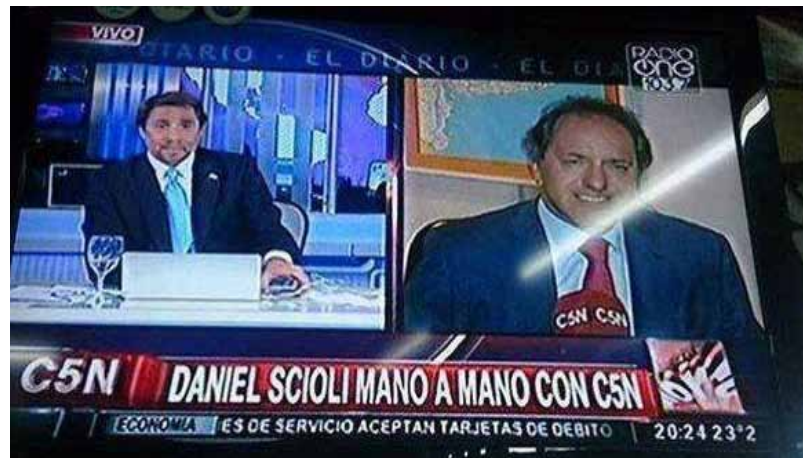 VIVO
DIARIO - EL DIARIO - EL DIA
RADIO
ONE
103.7
C5N C5N
C5N
DANIEL SCIOLI MANO A MANO CON C5N
ECONOMIA
ES DE SERVICIO ACEPTAN TARJETAS DE DEBITO
20:24 23°2